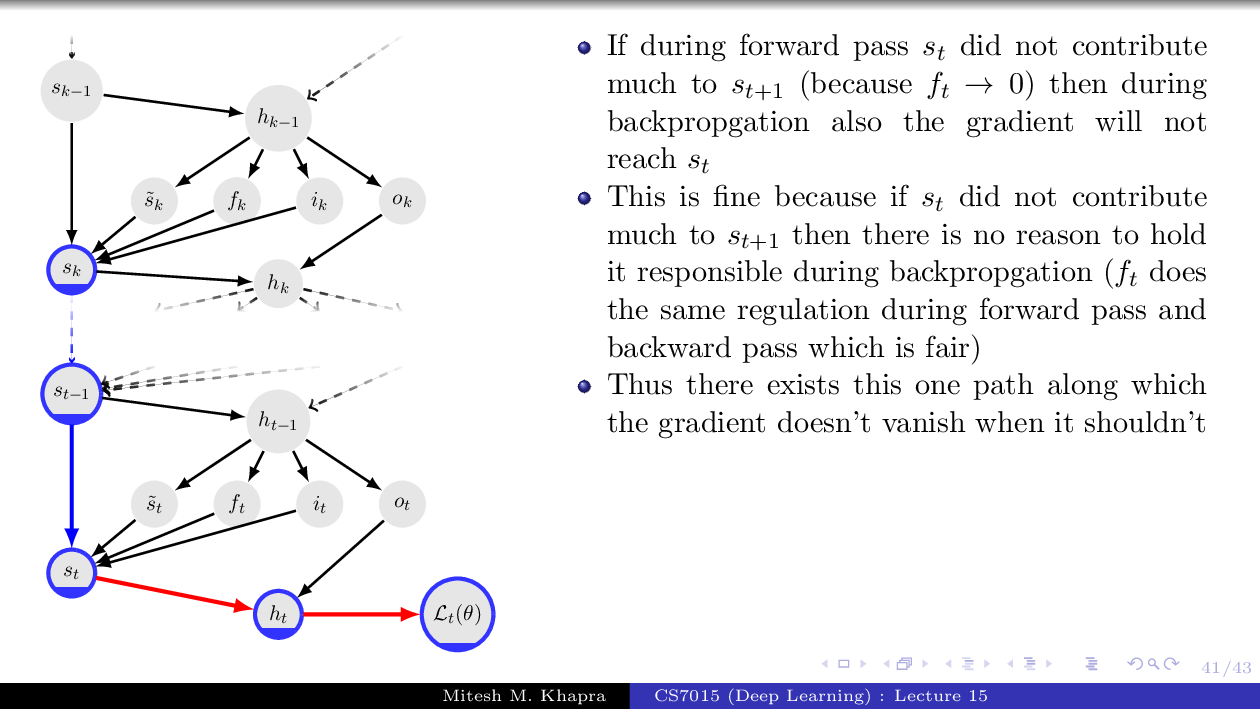 s_{k−1}
h_{k−1}
s̃_k f_k i_k o_k
s_k
h_k
s_{t−1}
h_{t−1}
s̃_t f_t i_t o_t
s_t
h_t
ℒ_t(θ)
If during forward pass s_t did not contribute
much to s_{t+1} (because f_t → 0) then during
backpropgation also the gradient will not
reach s_t
This is fine because if s_t did not contribute
much to s_{t+1} then there is no reason to hold
it responsible during backpropgation (f_t does
the same regulation during forward pass and
backward pass which is fair)
Thus there exists this one path along which
the gradient doesn't vanish when it shouldn't
41/43
Mitesh M. Khapra
CS7015 (Deep Learning) : Lecture 15